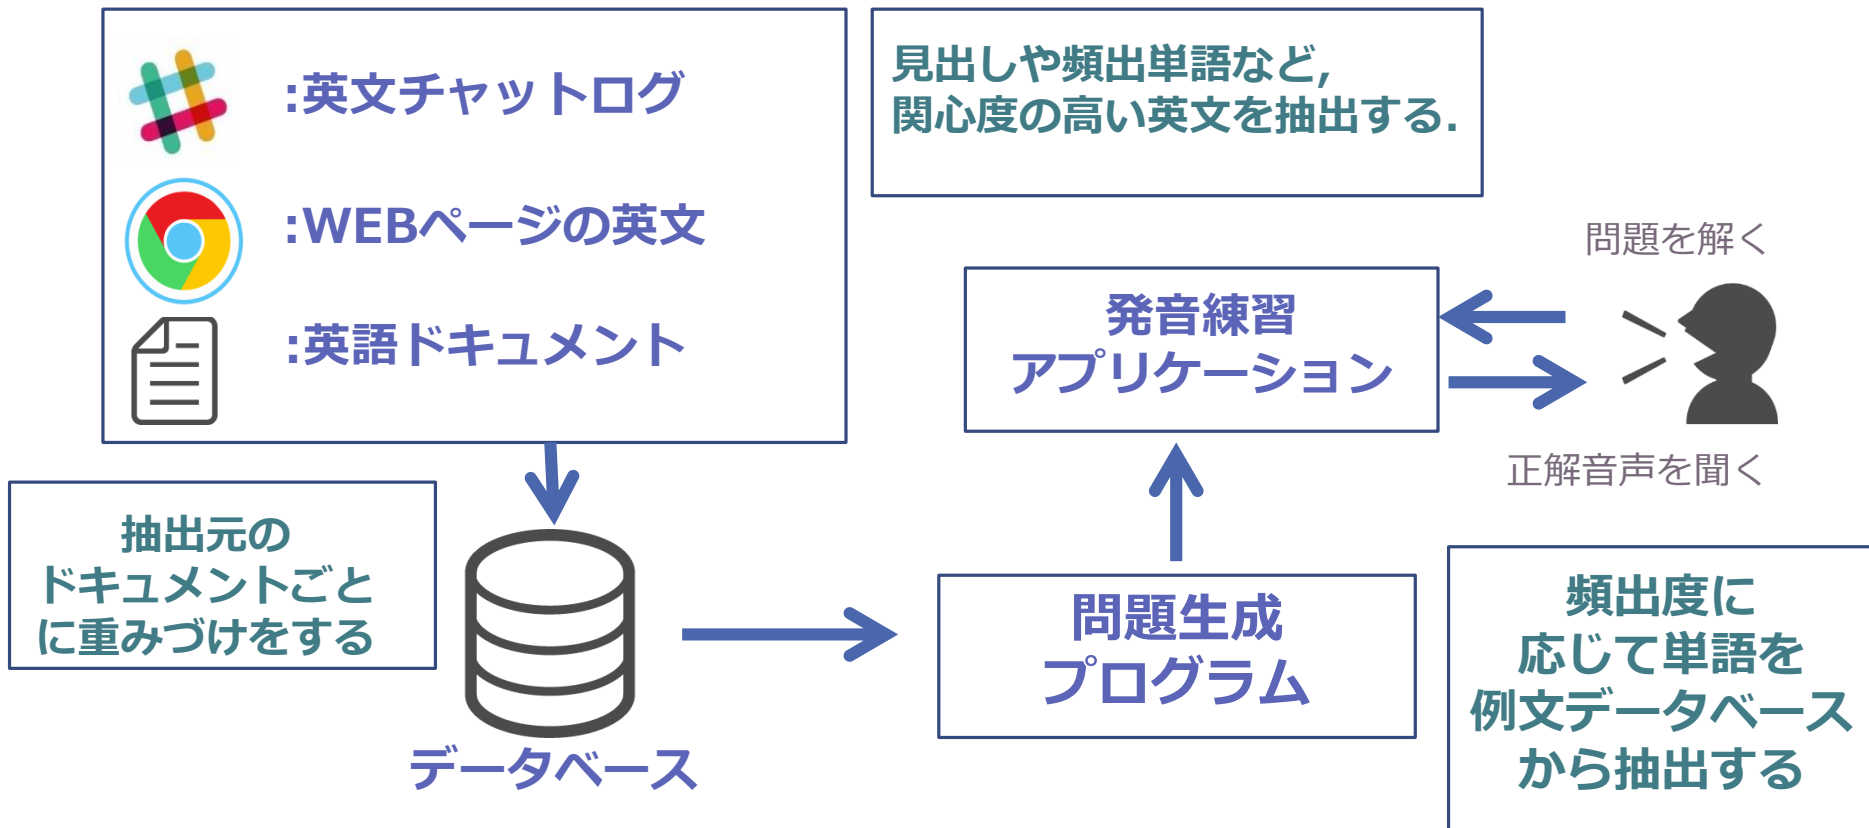 :英文チャットログ
:WEBページの英文
:英語ドキュメント
見出しや頻出単語など,
関心度の高い英文を抽出する.
問題を解く
発音練習
アプリケーション
正解音声を聞く
抽出元の
ドキュメントごと
に重みづけをする
データベース
問題生成
プログラム
頻出度に
応じて単語を
例文データベース
から抽出する